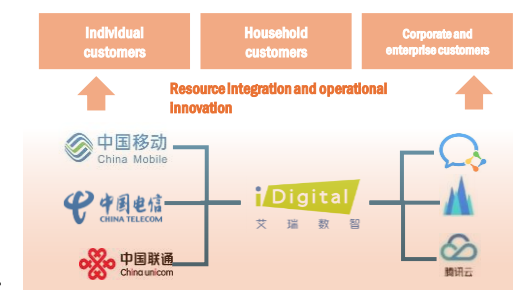 Individual
customers
Household
customers
Corporate and
enterprise customers
Resource integration and operational
innovation
中国移动
China Mobile
中国电信
CHINA TELECOM
中国联通
China unicom
iDigital
艾瑞数智
腾讯云